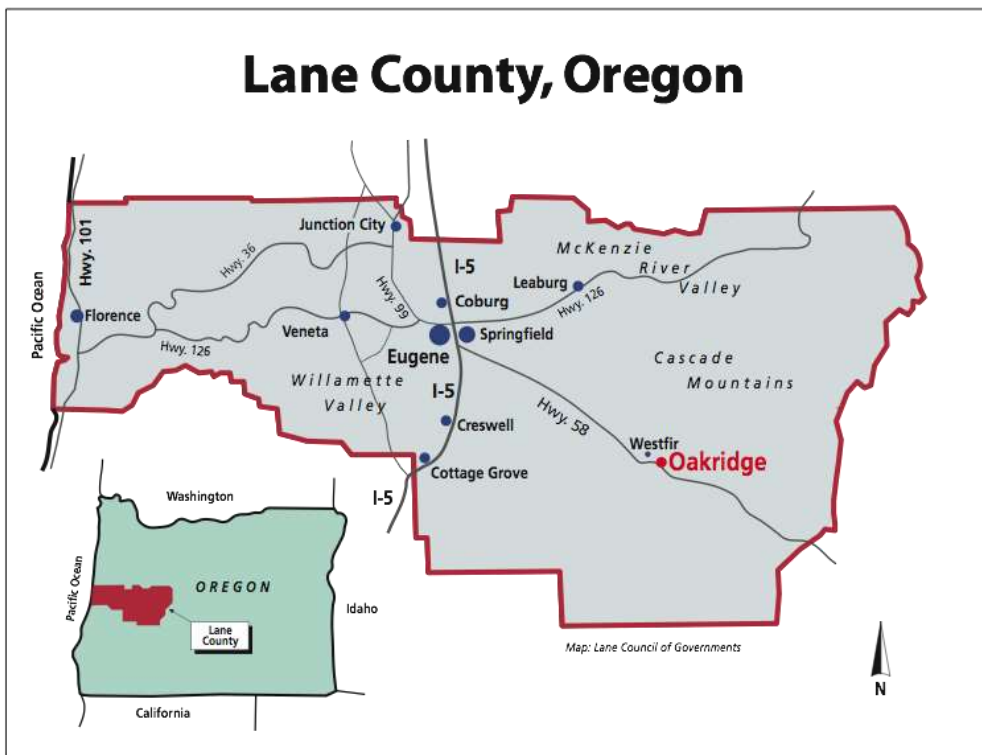 Lane County, Oregon
Pacific Ocean
Hwy. 101
Junction City
Hwy. 36
McKenzie
River
Valley
I-5
Leaburg
Hwy. 126
Coburg
Hwy. 99
Florence
Veneta
Springfield
Eugene
Hwy. 126
Cascade
Mountains
Willamette
Valley
I-5
Hwy. 58
Creswell
Westfir
Oakridge
Cottage Grove
I-5
Washington
Pacific Ocean
OREGON
Idaho
Lane
County
California
Map: Lane Council of Governments
N